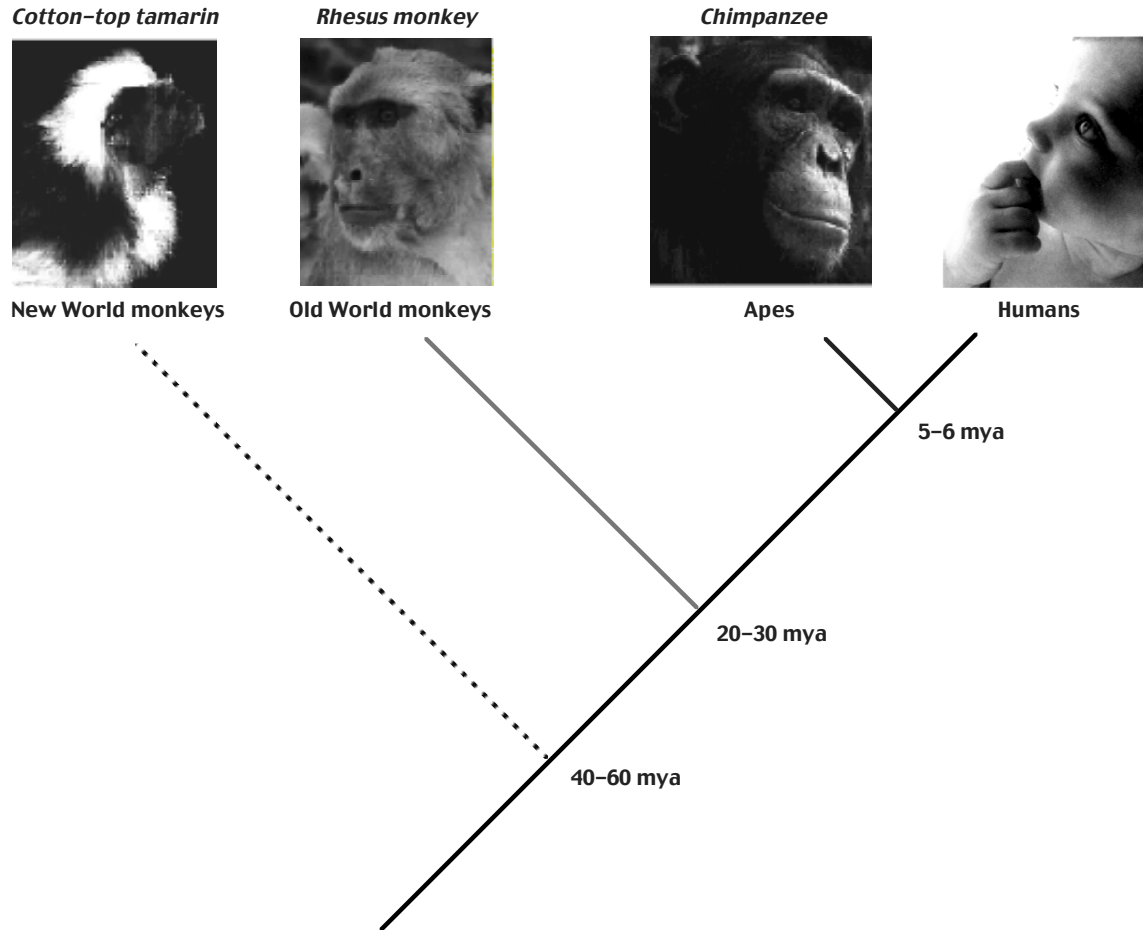 Cotton-top tamarin
Rhesus monkey
Chimpanzee
New World monkeys
Old World monkeys
Apes
Humans
5-6 mya
20-30 mya
40-60 mya